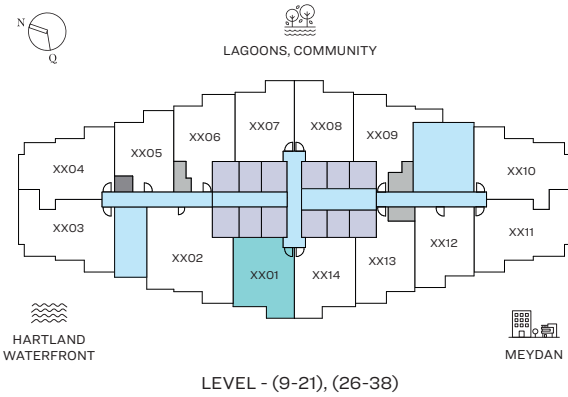 N
Q
LAGOONS, COMMUNITY
XX07
XX08
XX06
XX09
XX05
XX04
XX10
XX03
XX11
XX02
XX12
XX13
XX01
XX14
HARTLAND
WATERFRONT
MEYDAN
LEVEL - (9-21), (26-38)